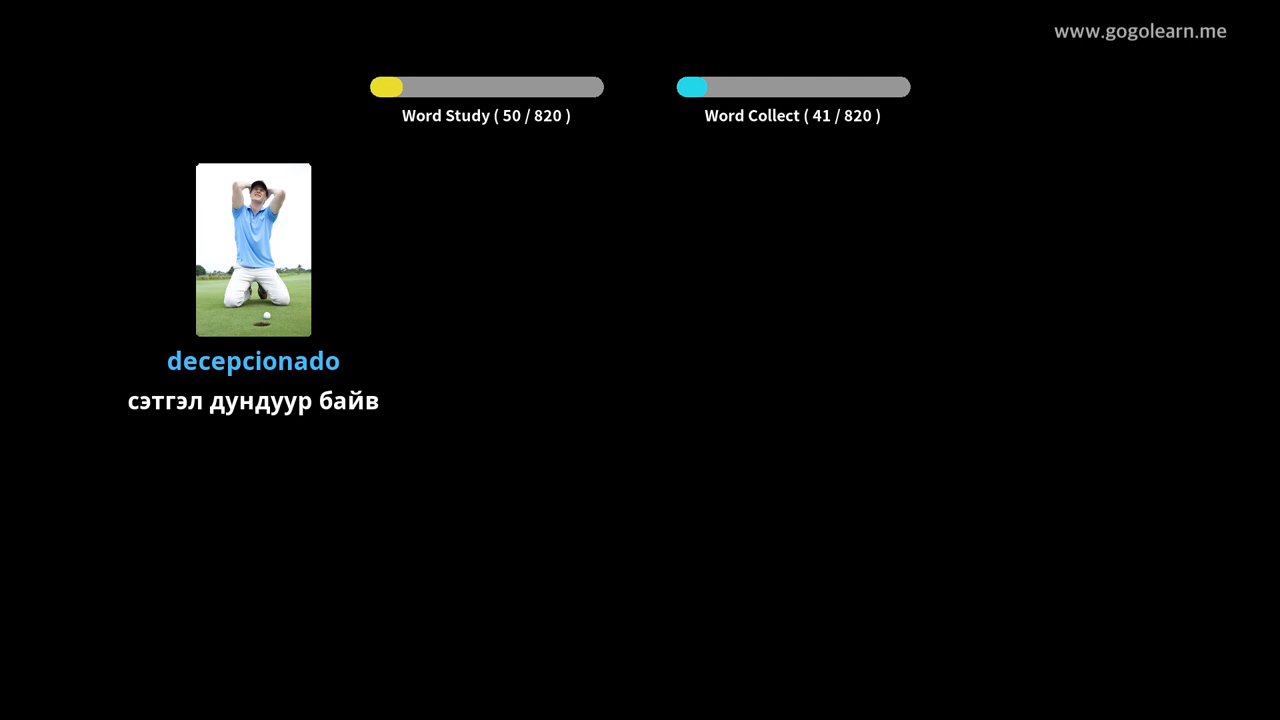 www.gogolearn.me
Word Study ( 50 / 820 )
Word Collect ( 41 / 820 )
decepcionado
сэтгэл дундуур байв